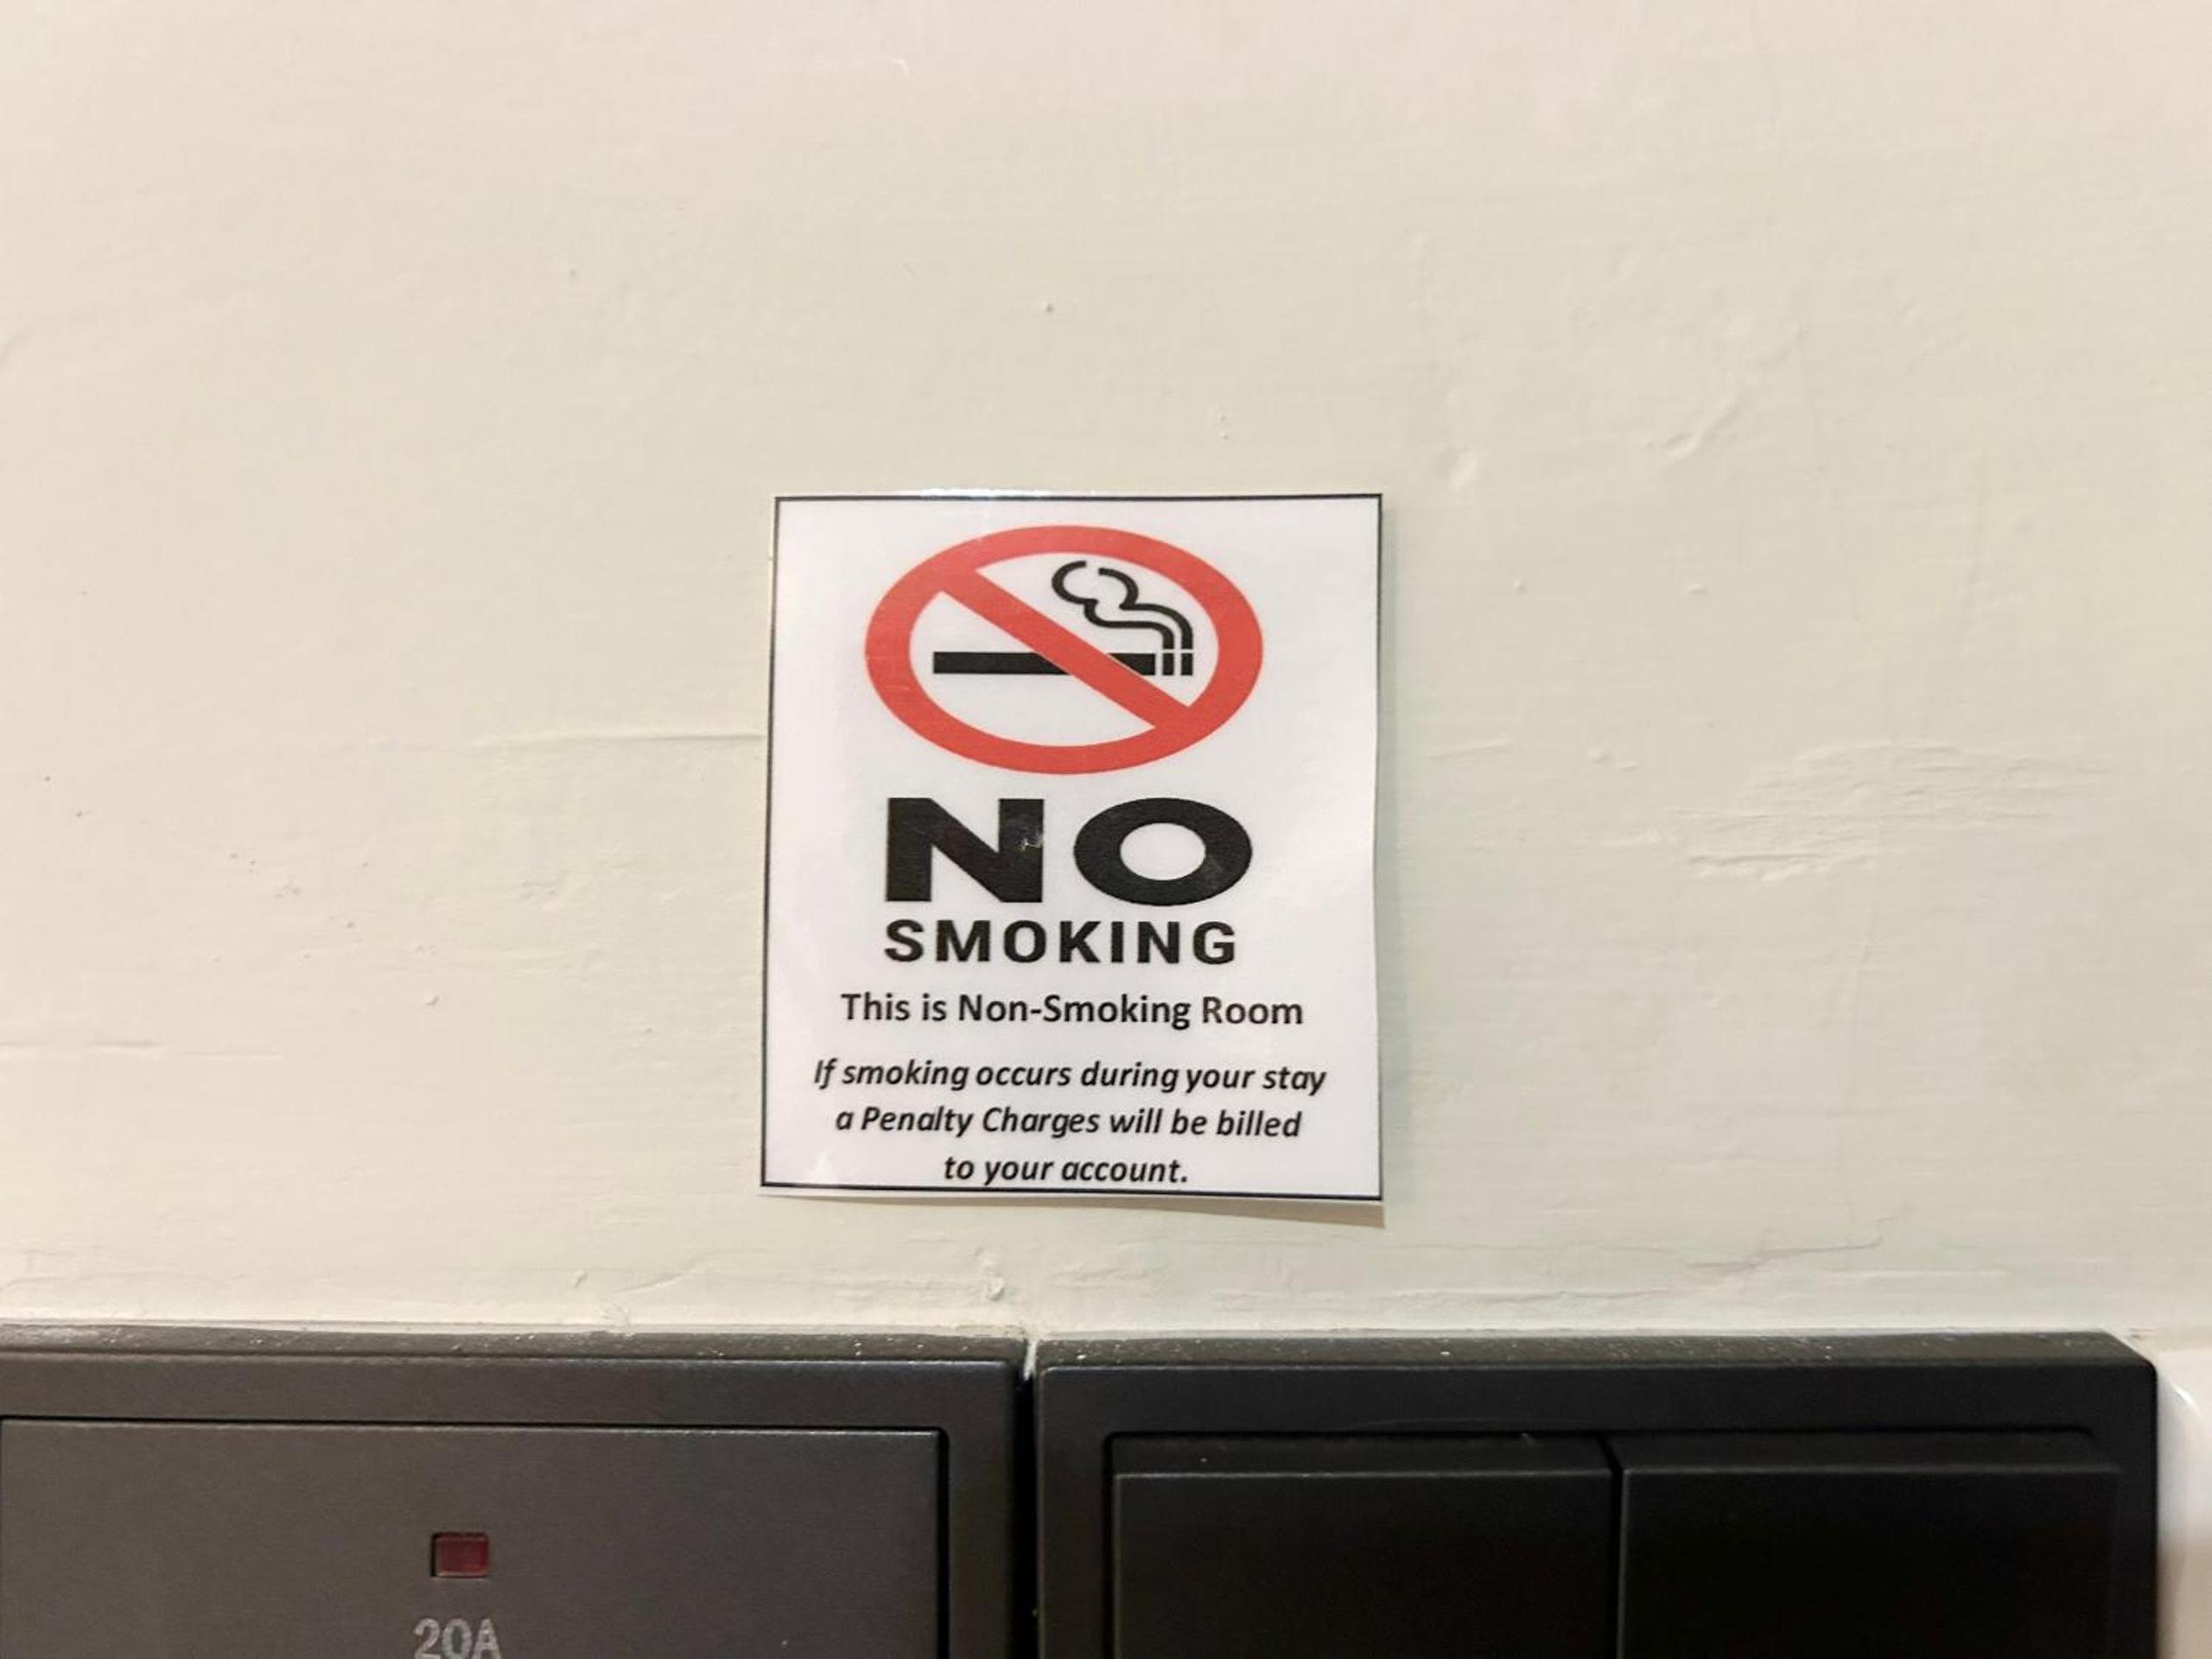 NO
SMOKING
This is Non-Smoking Room
If smoking occurs during your stay
a Penalty Charges will be billed
to your account.
20A